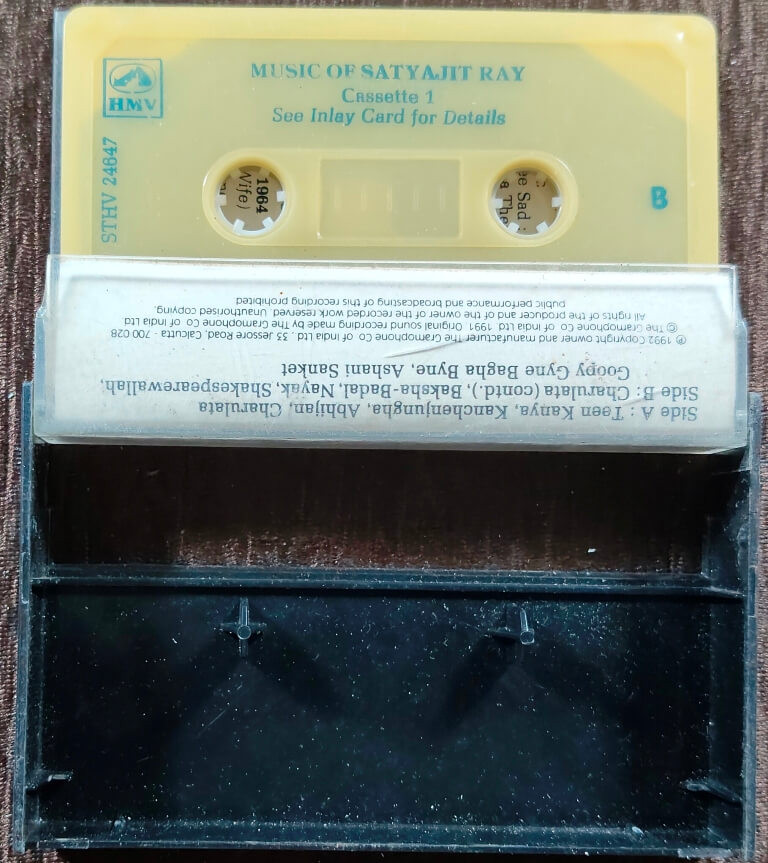 HMV
MUSIC OF SATYAJIT RAY
Cassette 1
See Inlay Card for Details
STHV 24647
B
1964
Wife)
ee Sad
a The
Side A : Teen Kanya, Kanchenjungha, Abhijan, Charulata
Side B : Charulata (contd.), Baksha-Badal, Nayak, Shakespearewallah,
Goopy Gyne Bagha Byne, Ashani Sanket
℗ 1992 Copyright owner and manufacturer The Gramophone Co of India Ltd., 33 Jessore Road, Calcutta - 700 028
© The Gramophone Co of India Ltd 1991 Original sound recording made by The Gramophone Co of India Ltd
All rights of the producer and of the owner of the recorded work reserved. Unauthorised copying,
public performance and broadcasting of this recording prohibited